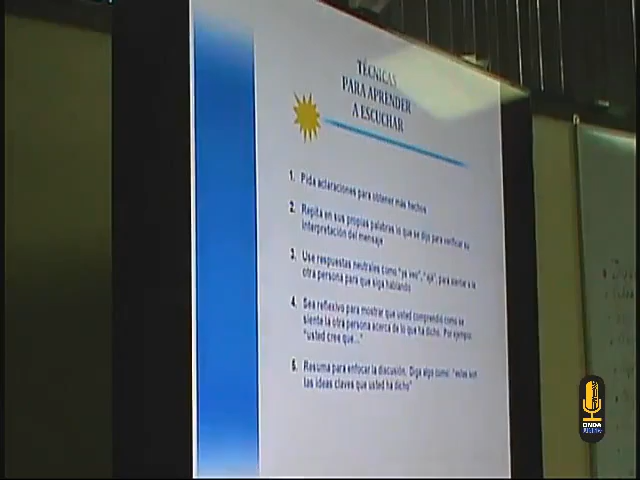 TÉCNICAS
PARA APRENDER
A ESCUCHAR
1. Pida aclaraciones para obtener más hechos
2. Repita en sus propias palabras lo que se dijo para verificar su
interpretación del mensaje
3. Use respuestas neutrales como "ya veo", "ajá", para alentar a la
otra persona para que siga hablando
4. Sea reflexivo para mostrar que usted comprendió como se
siente la otra persona acerca de lo que ha dicho. Por ejemplo:
"usted cree que..."
5. Resuma para enfocar la discusión. Diga algo como: "estas son
las ideas claves que usted ha dicho"
ONDA